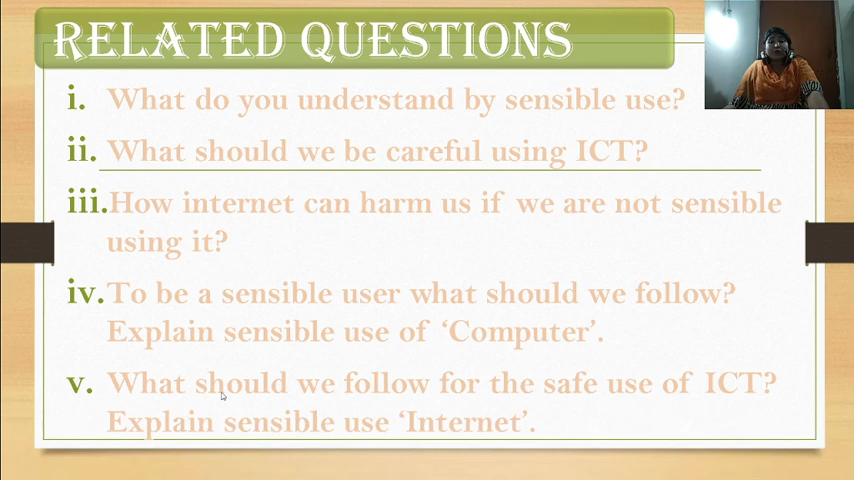 RELATED QUESTIONS
i. What do you understand by sensible use?
ii. What should we be careful using ICT?
iii. How internet can harm us if we are not sensible
using it?
iv. To be a sensible user what should we follow?
Explain sensible use of 'Computer'.
v. What should we follow for the safe use of ICT?
Explain sensible use 'Internet'.